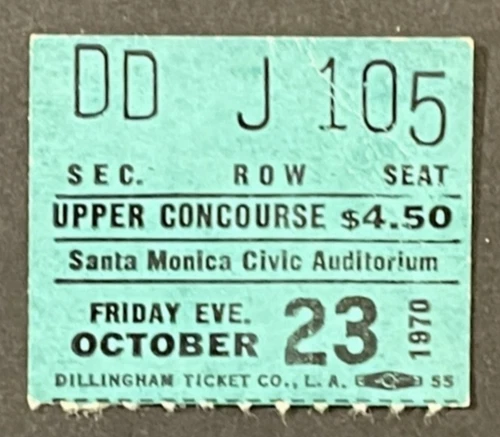 DD J 105
SEC. ROW SEAT
UPPER CONCOURSE $4.50
Santa Monica Civic Auditorium
FRIDAY EVE.
OCTOBER 23 1970
DILLINGHAM TICKET CO., L.A. 55